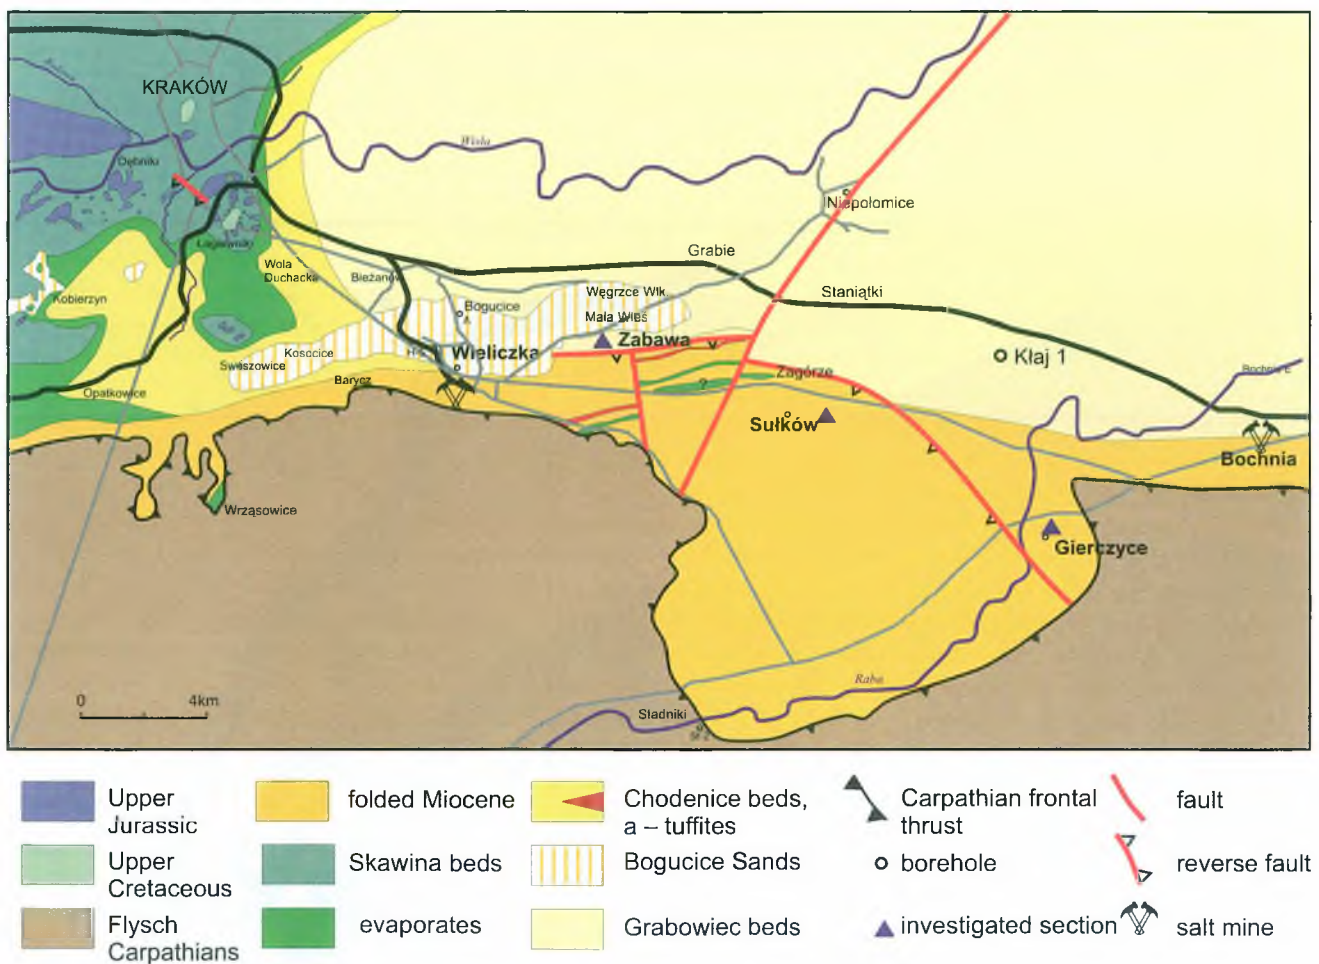 KRAKÓW
Wisła
Dębniki
Niepołomice
Łagiewniki
Grabie
Wola
Duchacka
Bieżanów
Kobierzyn
Węgrzce Wlk.
Staniątki
Bogucice
Mała Wieś
Zabawa
Kosocice
Wieliczka
Kłaj 1
Swoszowice
Zagórze
Barycz
?
Opatkowice
Sułków
Bochnia
Wrząsowice
Gierczyce
Raba
0 4km
Sładniki
Upper
Jurassic
folded Miocene
Chodenice beds,
a – tuffites
Carpathian frontal
thrust
fault
Upper
Cretaceous
Skawina beds
Bogucice Sands
borehole
reverse fault
Flysch
Carpathians
evaporates
Grabowiec beds
investigated section
salt mine